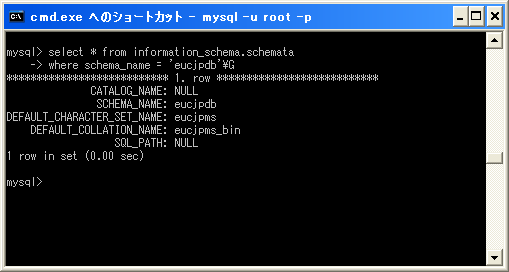 cmd.exe へのショートカット - mysql -u root -p
mysql> select * from information_schema.schemata
    -> where schema_name = 'eucjpdb'¥G
*************************** 1. row ***************************
              CATALOG_NAME: NULL
               SCHEMA_NAME: eucjpdb
DEFAULT_CHARACTER_SET_NAME: eucjpms
    DEFAULT_COLLATION_NAME: eucjpms_bin
                  SQL_PATH: NULL
1 row in set (0.00 sec)
mysql>